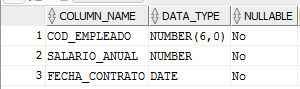 COLUMN_NAME DATA_TYPE NULLABLE
1 COD_EMPLEADO NUMBER(6,0) No
2 SALARIO_ANUAL NUMBER No
3 FECHA_CONTRATO DATE No